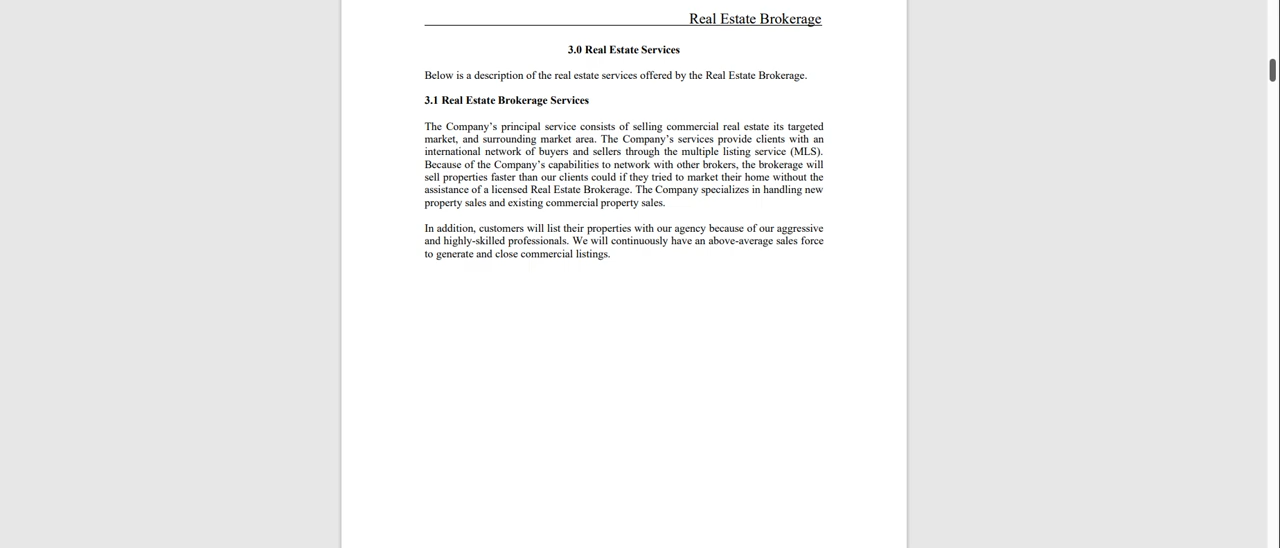 Real Estate Brokerage
3.0 Real Estate Services
Below is a description of the real estate services offered by the Real Estate Brokerage.
3.1 Real Estate Brokerage Services
The Company’s principal service consists of selling commercial real estate its targeted
market, and surrounding market area. The Company’s services provide clients with an
international network of buyers and sellers through the multiple listing service (MLS).
Because of the Company’s capabilities to network with other brokers, the brokerage will
sell properties faster than our clients could if they tried to market their home without the
assistance of a licensed Real Estate Brokerage. The Company specializes in handling new
property sales and existing commercial property sales.
In addition, customers will list their properties with our agency because of our aggressive
and highly-skilled professionals. We will continuously have an above-average sales force
to generate and close commercial listings.